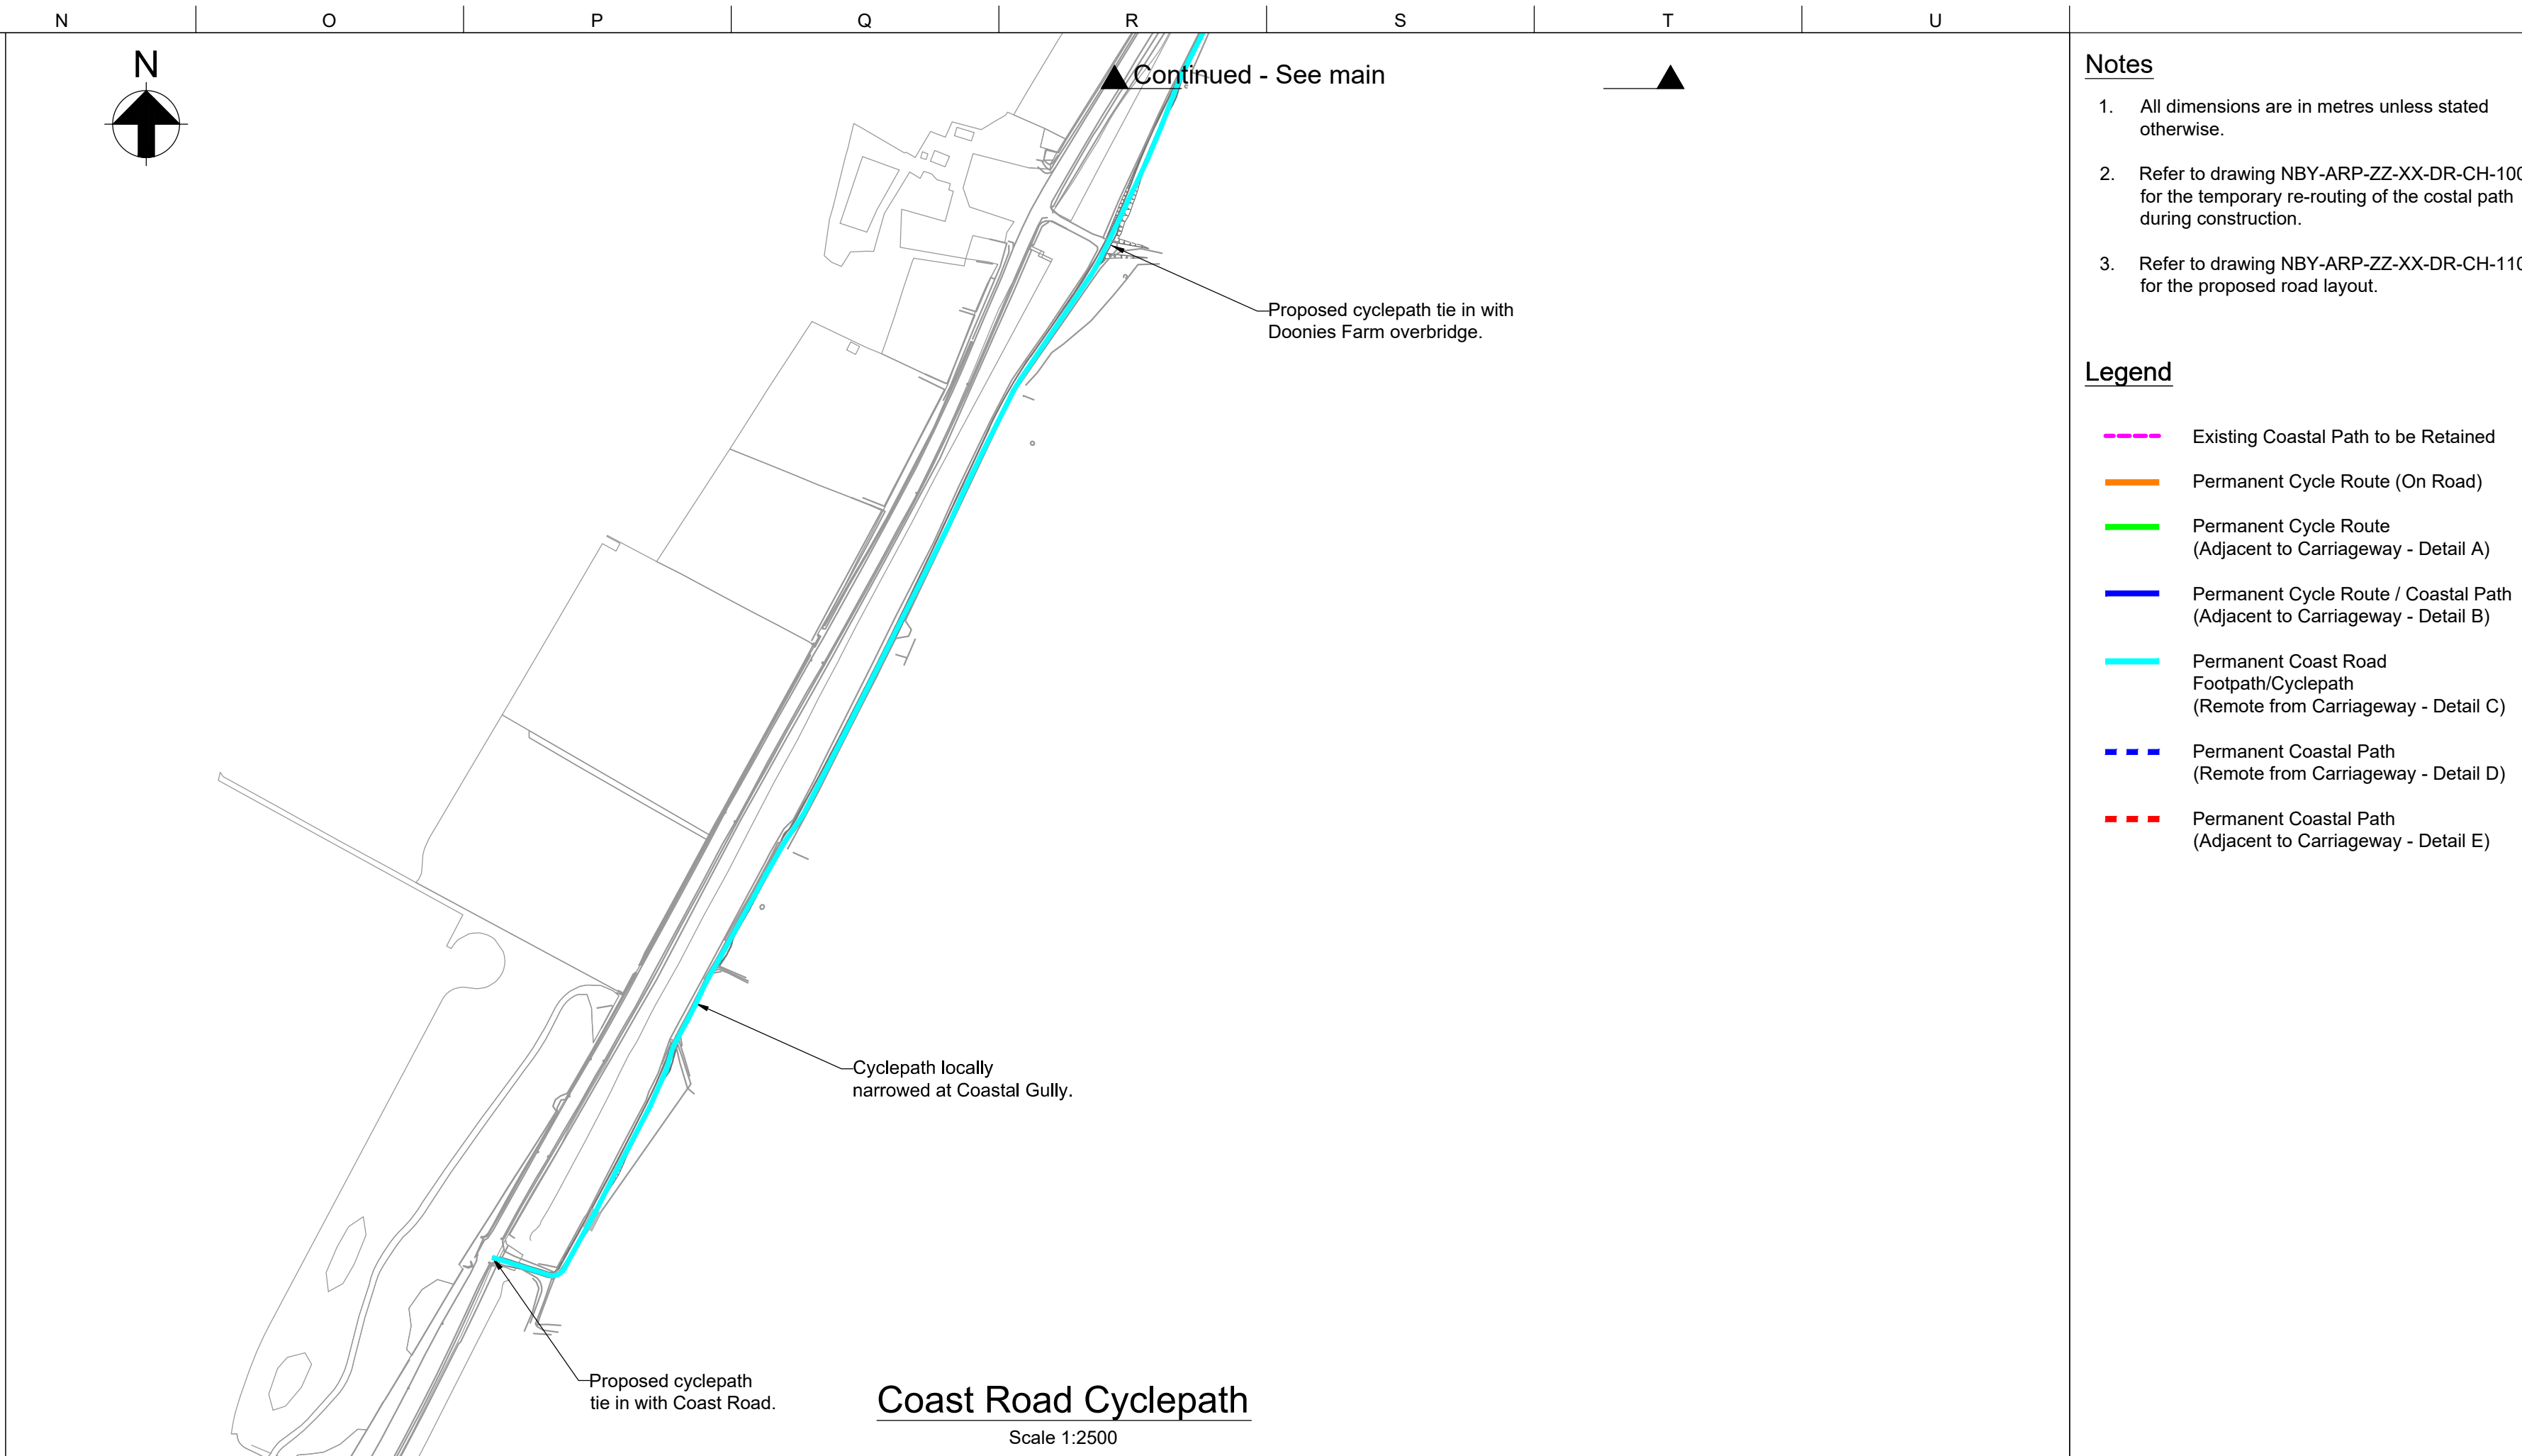 N O P Q R S T U
N
Continued - See main
Proposed cyclepath tie in with
Doonies Farm overbridge.
Cyclepath locally
narrowed at Coastal Gully.
Proposed cyclepath
tie in with Coast Road.
Coast Road Cyclepath
Scale 1:2500
Notes
1. All dimensions are in metres unless stated
otherwise.
2. Refer to drawing NBY-ARP-ZZ-XX-DR-CH-100
for the temporary re-routing of the costal path
during construction.
3. Refer to drawing NBY-ARP-ZZ-XX-DR-CH-110
for the proposed road layout.
Legend
Existing Coastal Path to be Retained
Permanent Cycle Route (On Road)
Permanent Cycle Route
(Adjacent to Carriageway - Detail A)
Permanent Cycle Route / Coastal Path
(Adjacent to Carriageway - Detail B)
Permanent Coast Road
Footpath/Cyclepath
(Remote from Carriageway - Detail C)
Permanent Coastal Path
(Remote from Carriageway - Detail D)
Permanent Coastal Path
(Adjacent to Carriageway - Detail E)